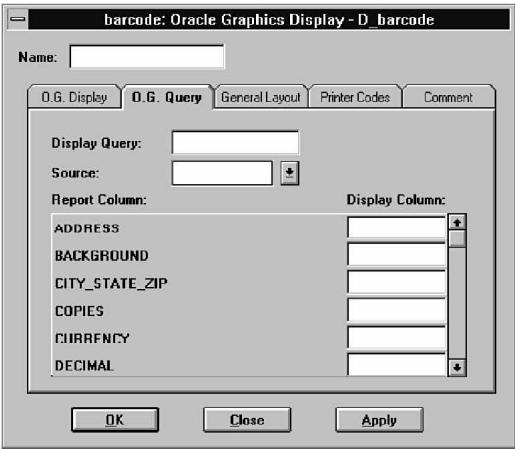 barcode: Oracle Graphics Display - D_barcode
Name:
O.G. Display O.G. Query General Layout Printer Codes Comment
Display Query:
Source:
Report Column: Display Column:
ADDRESS
BACKGROUND
CITY_STATE_ZIP
COPIES
CURRENCY
DECIMAL
OK Close Apply